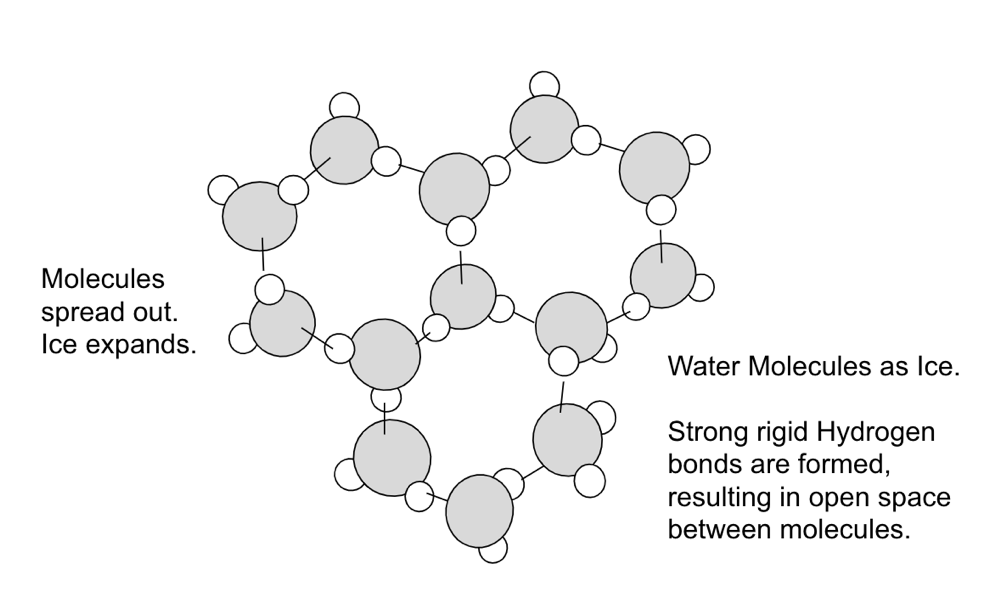 Molecules
spread out.
Ice expands.
Water Molecules as Ice.
Strong rigid Hydrogen
bonds are formed,
resulting in open space
between molecules.